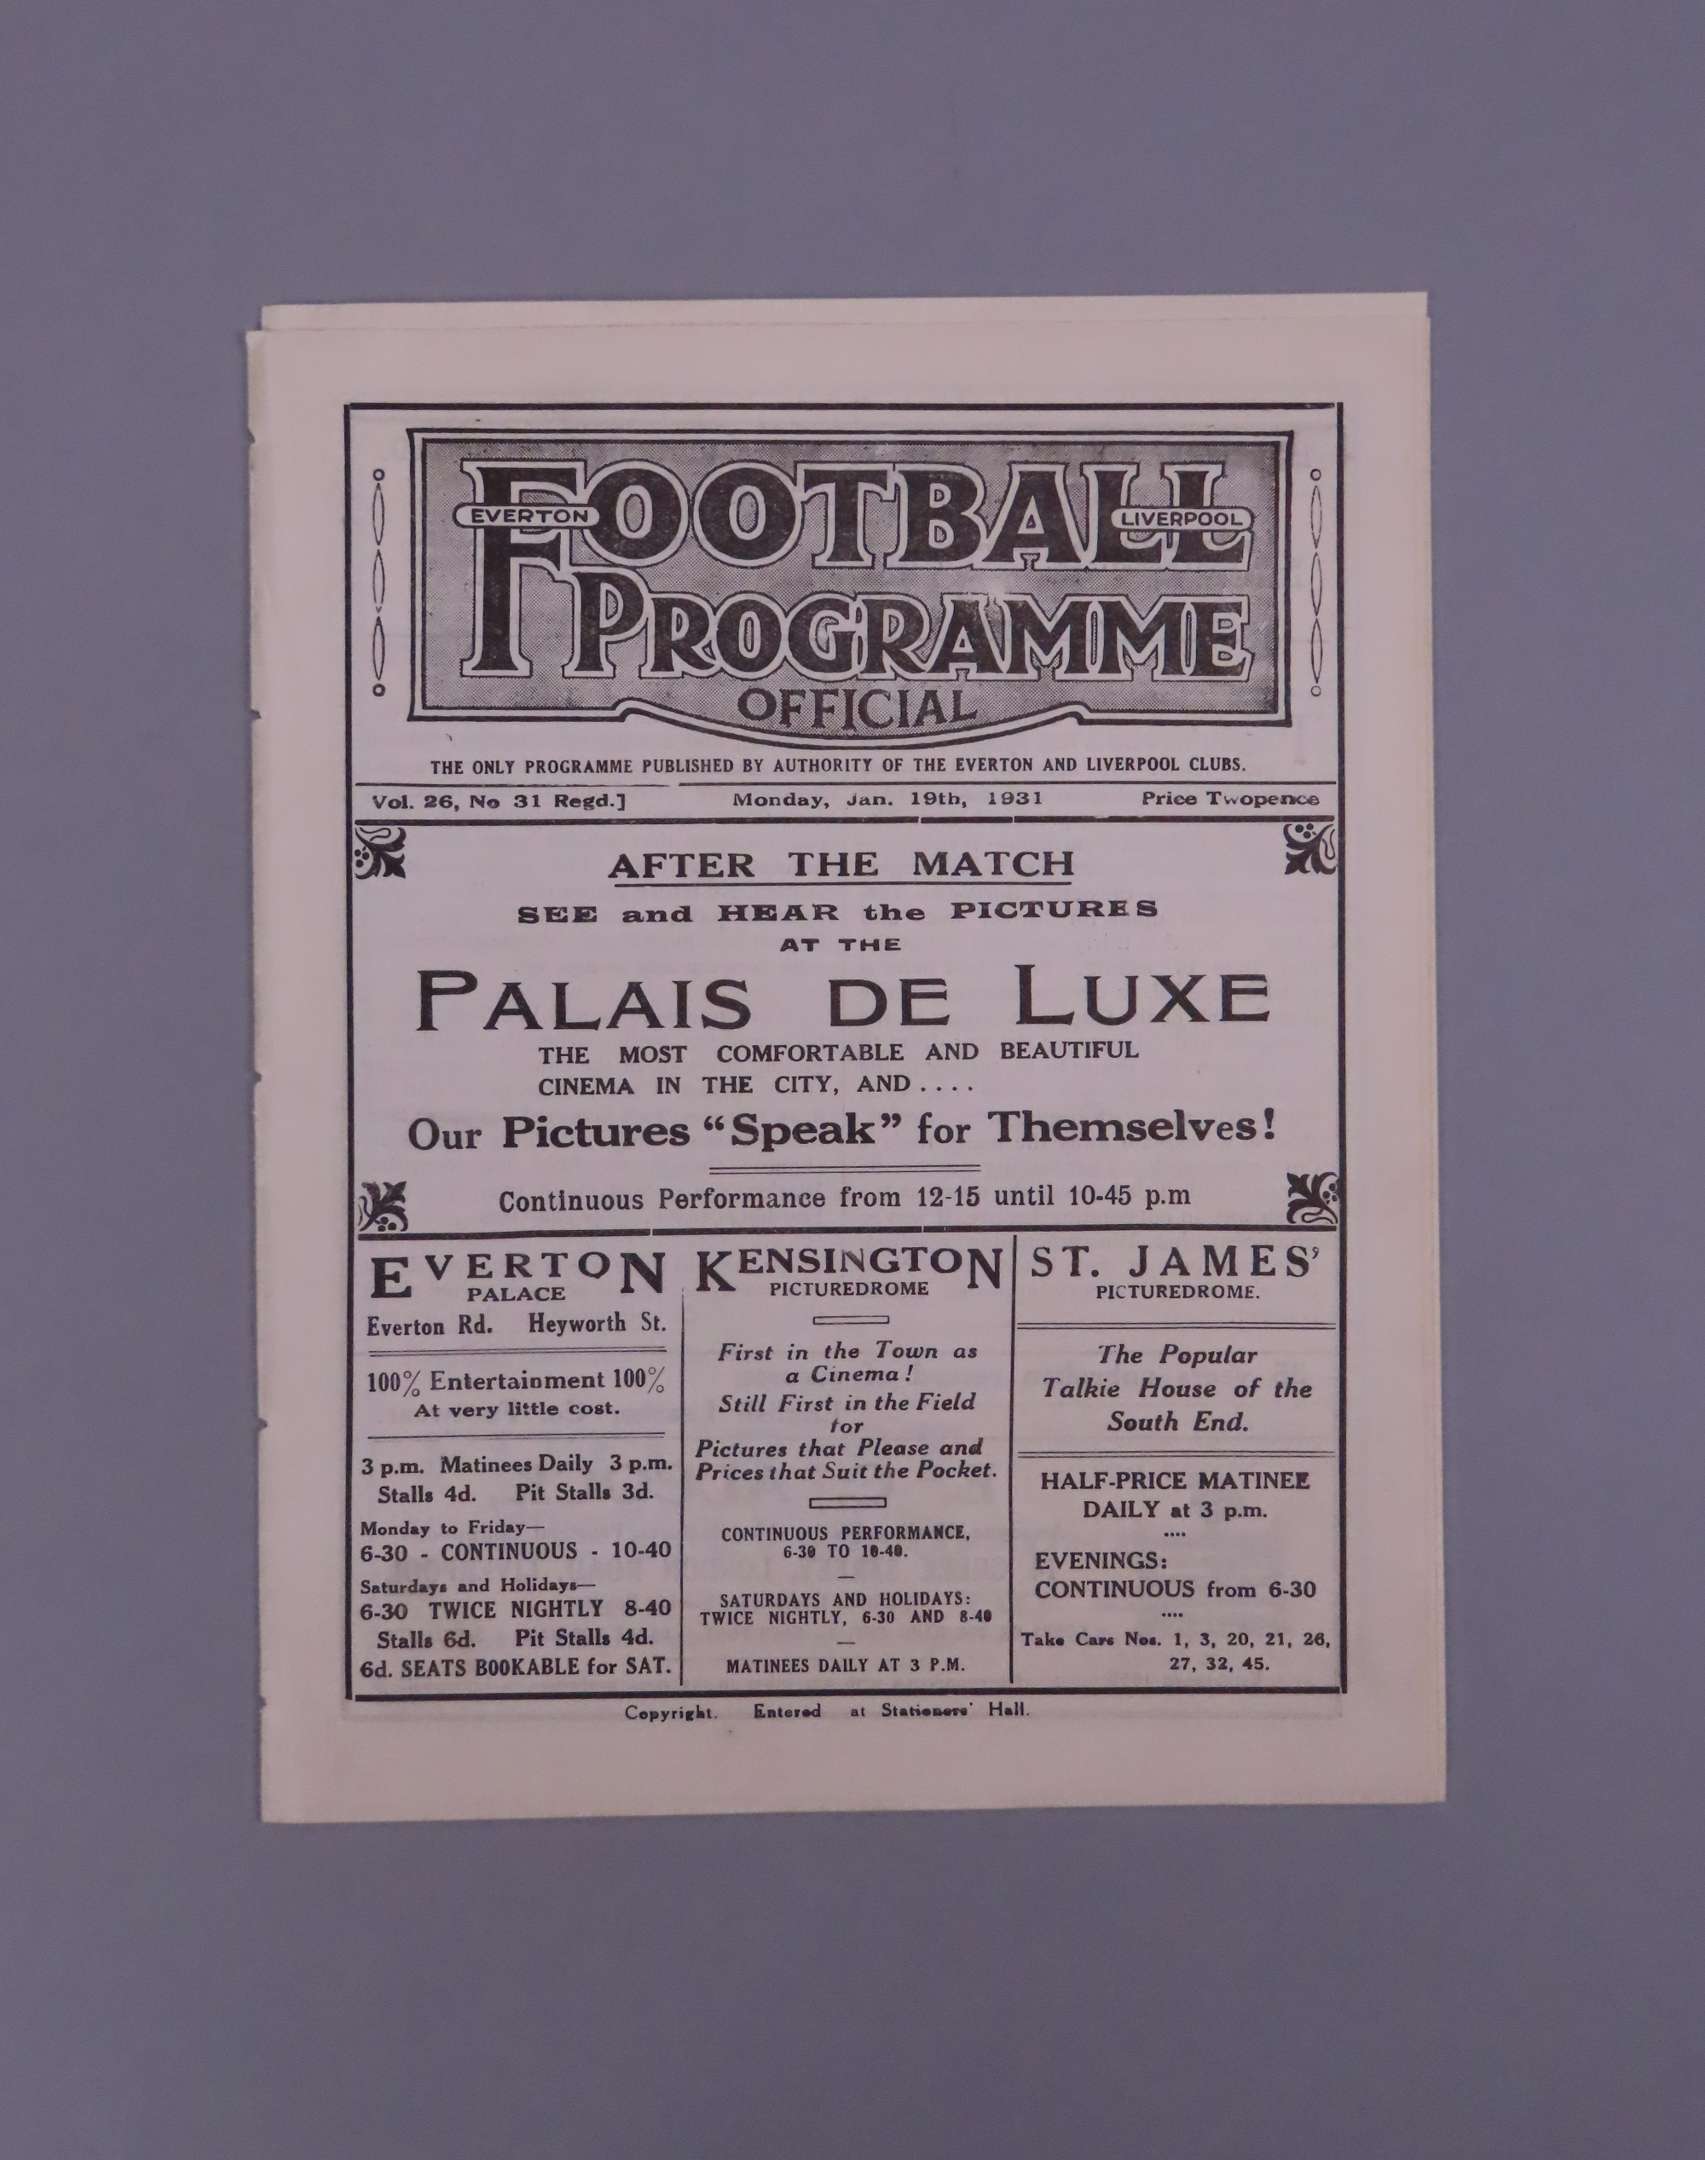 EVERTON
LIVERPOOL
FOOTBALL
PROGRAMME
OFFICIAL
THE ONLY PROGRAMME PUBLISHED BY AUTHORITY OF THE EVERTON AND LIVERPOOL CLUBS.
Vol. 26, No 31 Regd.] Monday, Jan. 19th, 1931 Price Twopence
AFTER THE MATCH
SEE and HEAR the PICTURES
AT THE
PALAIS DE LUXE
THE MOST COMFORTABLE AND BEAUTIFUL
CINEMA IN THE CITY, AND ....
Our Pictures "Speak" for Themselves!
Continuous Performance from 12-15 until 10-45 p.m
EVERTON
PALACE
Everton Rd. Heyworth St.
100% Entertainment 100%
At very little cost.
3 p.m. Matinees Daily 3 p.m.
Stalls 4d. Pit Stalls 3d.
Monday to Friday—
6-30 - CONTINUOUS - 10-40
Saturdays and Holidays—
6-30 TWICE NIGHTLY 8-40
Stalls 6d. Pit Stalls 4d.
6d. SEATS BOOKABLE for SAT.
KENSINGTON
PICTUREDROME
First in the Town as
a Cinema!
Still First in the Field
for
Pictures that Please and
Prices that Suit the Pocket.
CONTINUOUS PERFORMANCE,
6-30 TO 10-40.
SATURDAYS AND HOLIDAYS:
TWICE NIGHTLY, 6-30 AND 8-40
MATINEES DAILY AT 3 P.M.
ST. JAMES'
PICTUREDROME.
The Popular
Talkie House of the
South End.
HALF-PRICE MATINEE
DAILY at 3 p.m.
....
EVENINGS:
CONTINUOUS from 6-30
....
Take Cars Nos. 1, 3, 20, 21, 26,
27, 32, 45.
Copyright. Entered at Stationers' Hall.